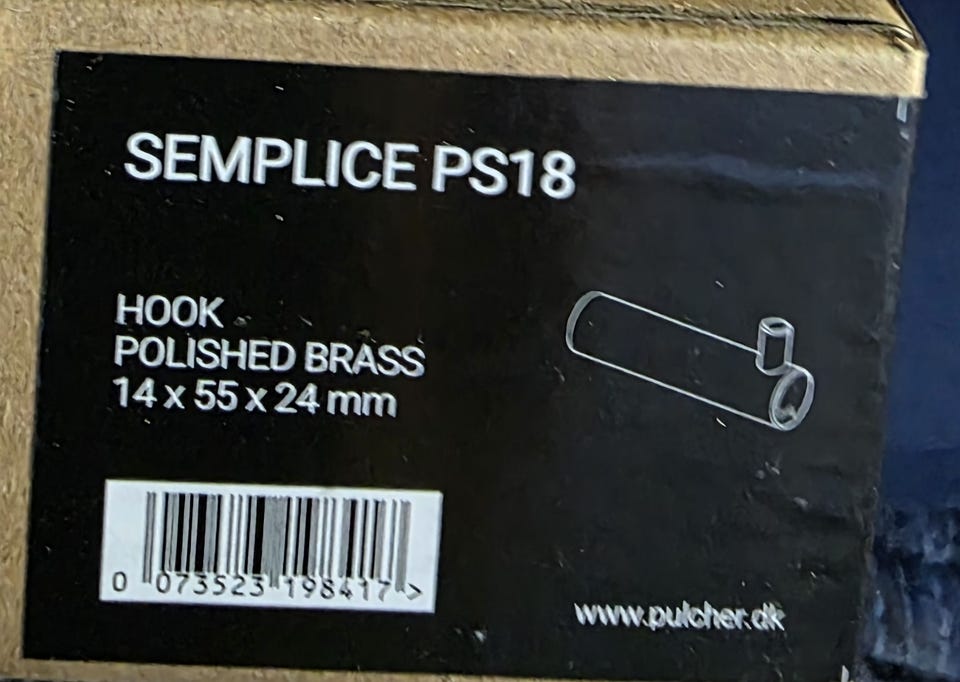 SEMPLICE PS18
HOOK
POLISHED BRASS
14 x 55 x 24 mm
0 073523 198417 >
www.pulcher.dk